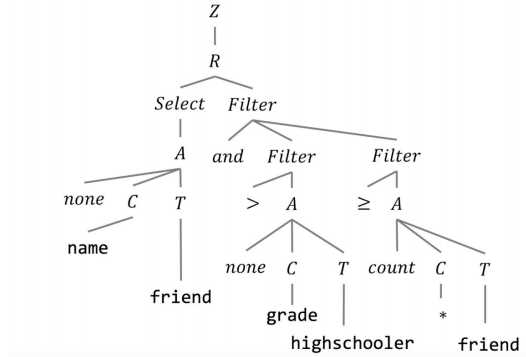 Z
R
Select Filter
A and Filter Filter
none C T > A ≥ A
name
none C T count C T
friend
grade *
highschooler friend